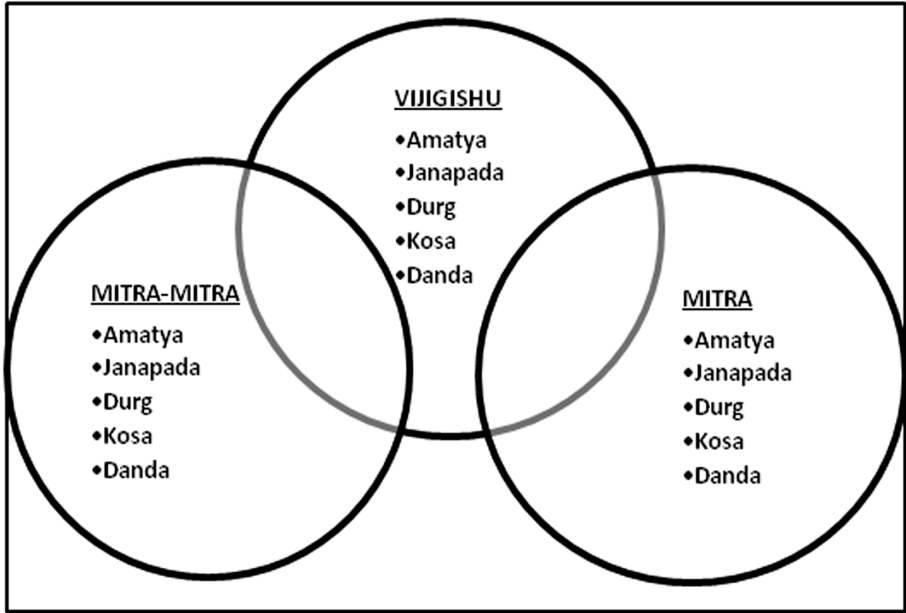 VIJIGISHU
•Amatya
•Janapada
•Durg
•Kosa
•Danda
MITRA-MITRA
•Amatya
•Janapada
•Durg
•Kosa
•Danda
MITRA
•Amatya
•Janapada
•Durg
•Kosa
•Danda